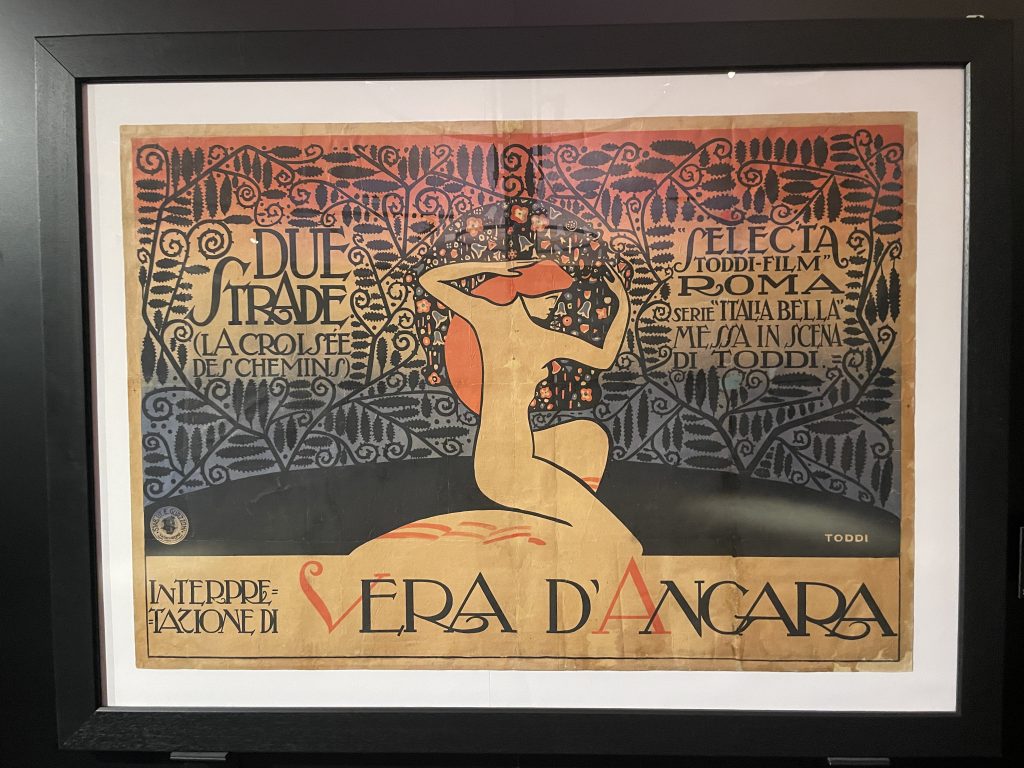 DUE
STRADE
(LA CROISÉE
DES CHEMINS)
"SELECTA
TODDI-FILM"
ROMA
SERIE "ITALIA BELLA"
MESSA IN SCENA
DI TODDI =
TODDI
INTERPRE=
=TAZIONE DI
VERA D'ANGARA